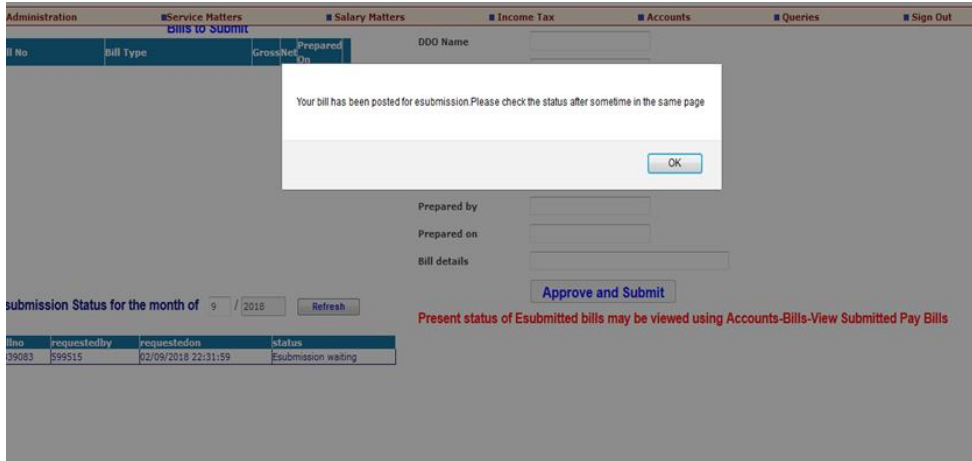 Administration Service Matters Salary Matters Income Tax Accounts Queries Sign Out
Bills to Submit
ll No Bill Type Gross Net Prepared On
DDO Name
Your bill has been posted for esubmission.Please check the status after sometime in the same page
OK
Prepared by
Prepared on
Bill details
Approve and Submit
submission Status for the month of 9 / 2018 Refresh
Present status of Esubmitted bills may be viewed using Accounts-Bills-View Submitted Pay Bills
llno requestedby requestedon status
39083 599515 02/09/2018 22:31:59 Esubmission waiting